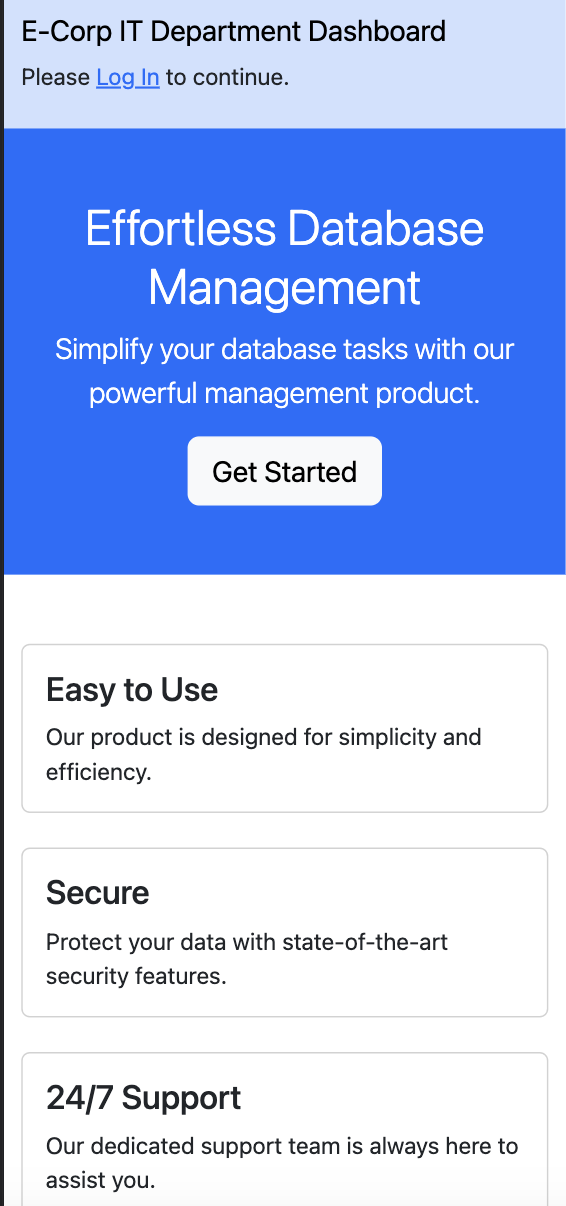 E-Corp IT Department Dashboard
Please Log In to continue.
Effortless Database
Management
Simplify your database tasks with our
powerful management product.
Get Started
Easy to Use
Our product is designed for simplicity and
efficiency.
Secure
Protect your data with state-of-the-art
security features.
24/7 Support
Our dedicated support team is always here to
assist you.